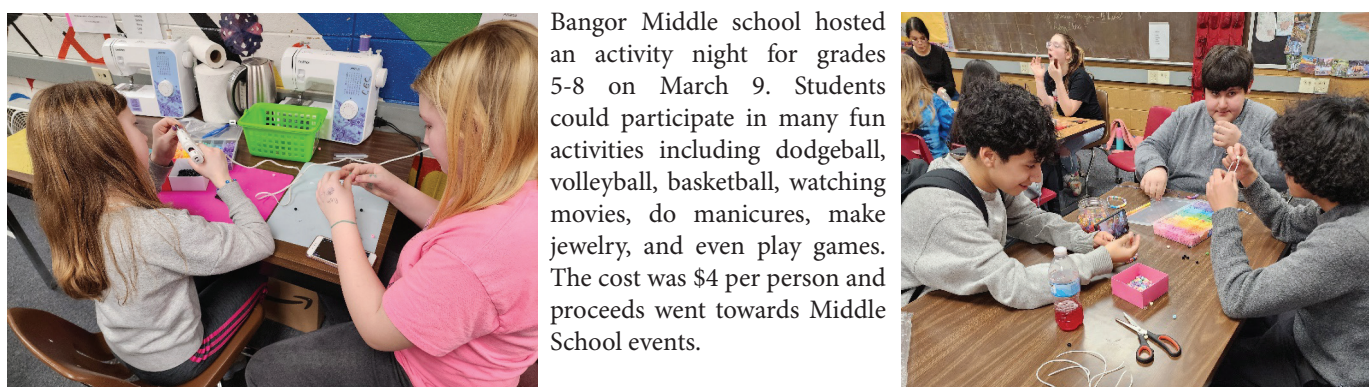 Bangor Middle school hosted
an activity night for grades
5-8 on March 9. Students
could participate in many fun
activities including dodgeball,
volleyball, basketball, watching
movies, do manicures, make
jewelry, and even play games.
The cost was $4 per person and
proceeds went towards Middle
School events.